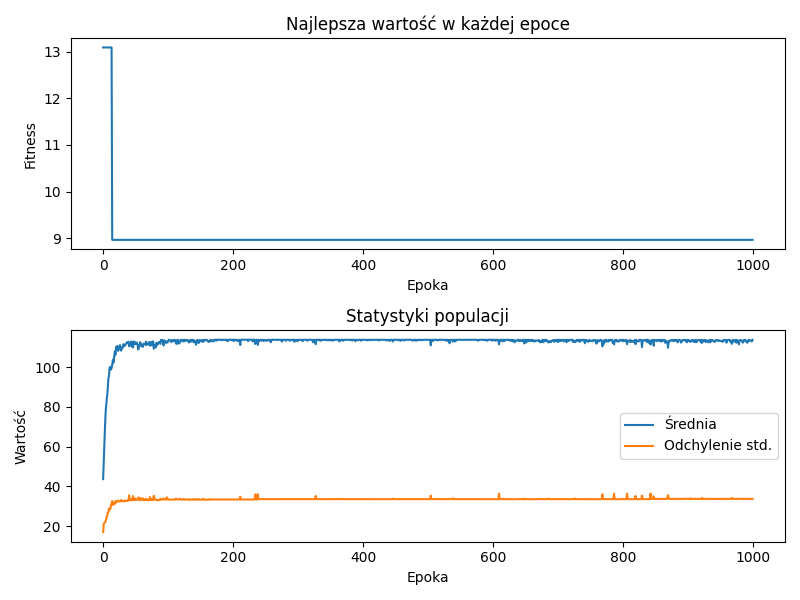 Najlepsza wartość w każdej epoce
13
12
11
10
9
Fitness
0 200 400 600 800 1000
Epoka
Statystyki populacji
100
80
60
40
20
Wartość
Średnia
Odchylenie std.
0 200 400 600 800 1000
Epoka